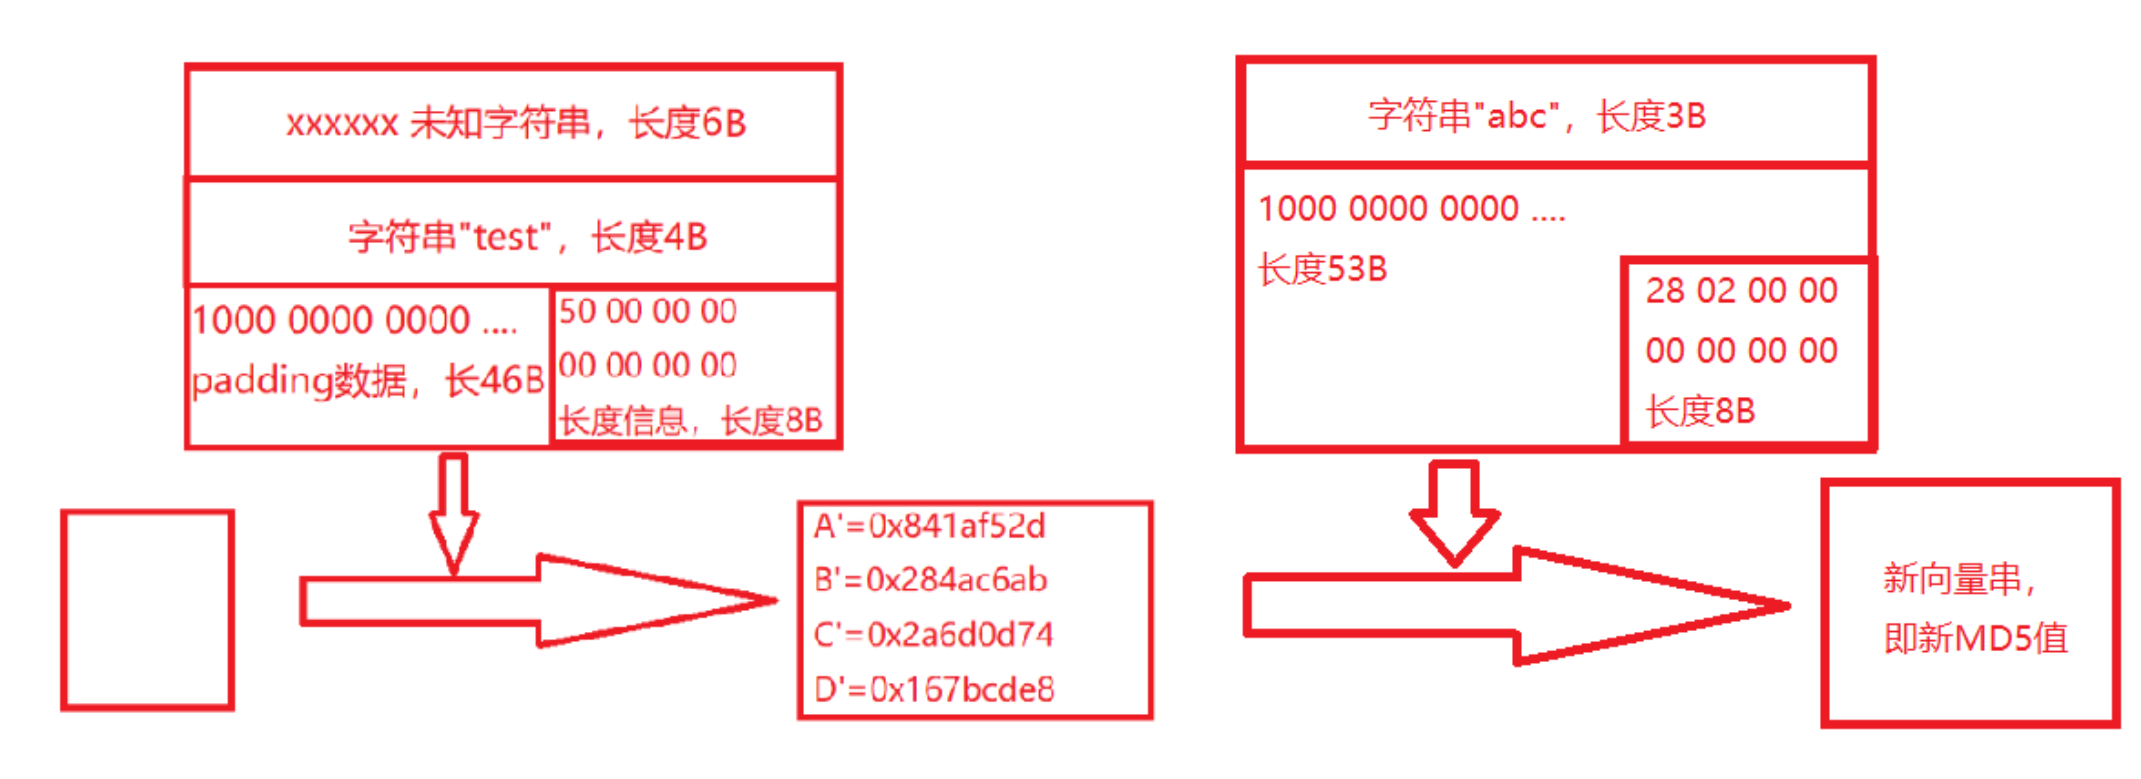 xxxxxx 未知字符串，长度6B
字符串"test"，长度4B
1000 0000 0000 ....
padding数据，长46B
50 00 00 00
00 00 00 00
长度信息，长度8B
A'=0x841af52d
B'=0x284ac6ab
C'=0x2a6d0d74
D'=0x167bcde8
字符串"abc"，长度3B
1000 0000 0000 ....
长度53B
28 02 00 00
00 00 00 00
长度8B
新向量串，
即新MD5值